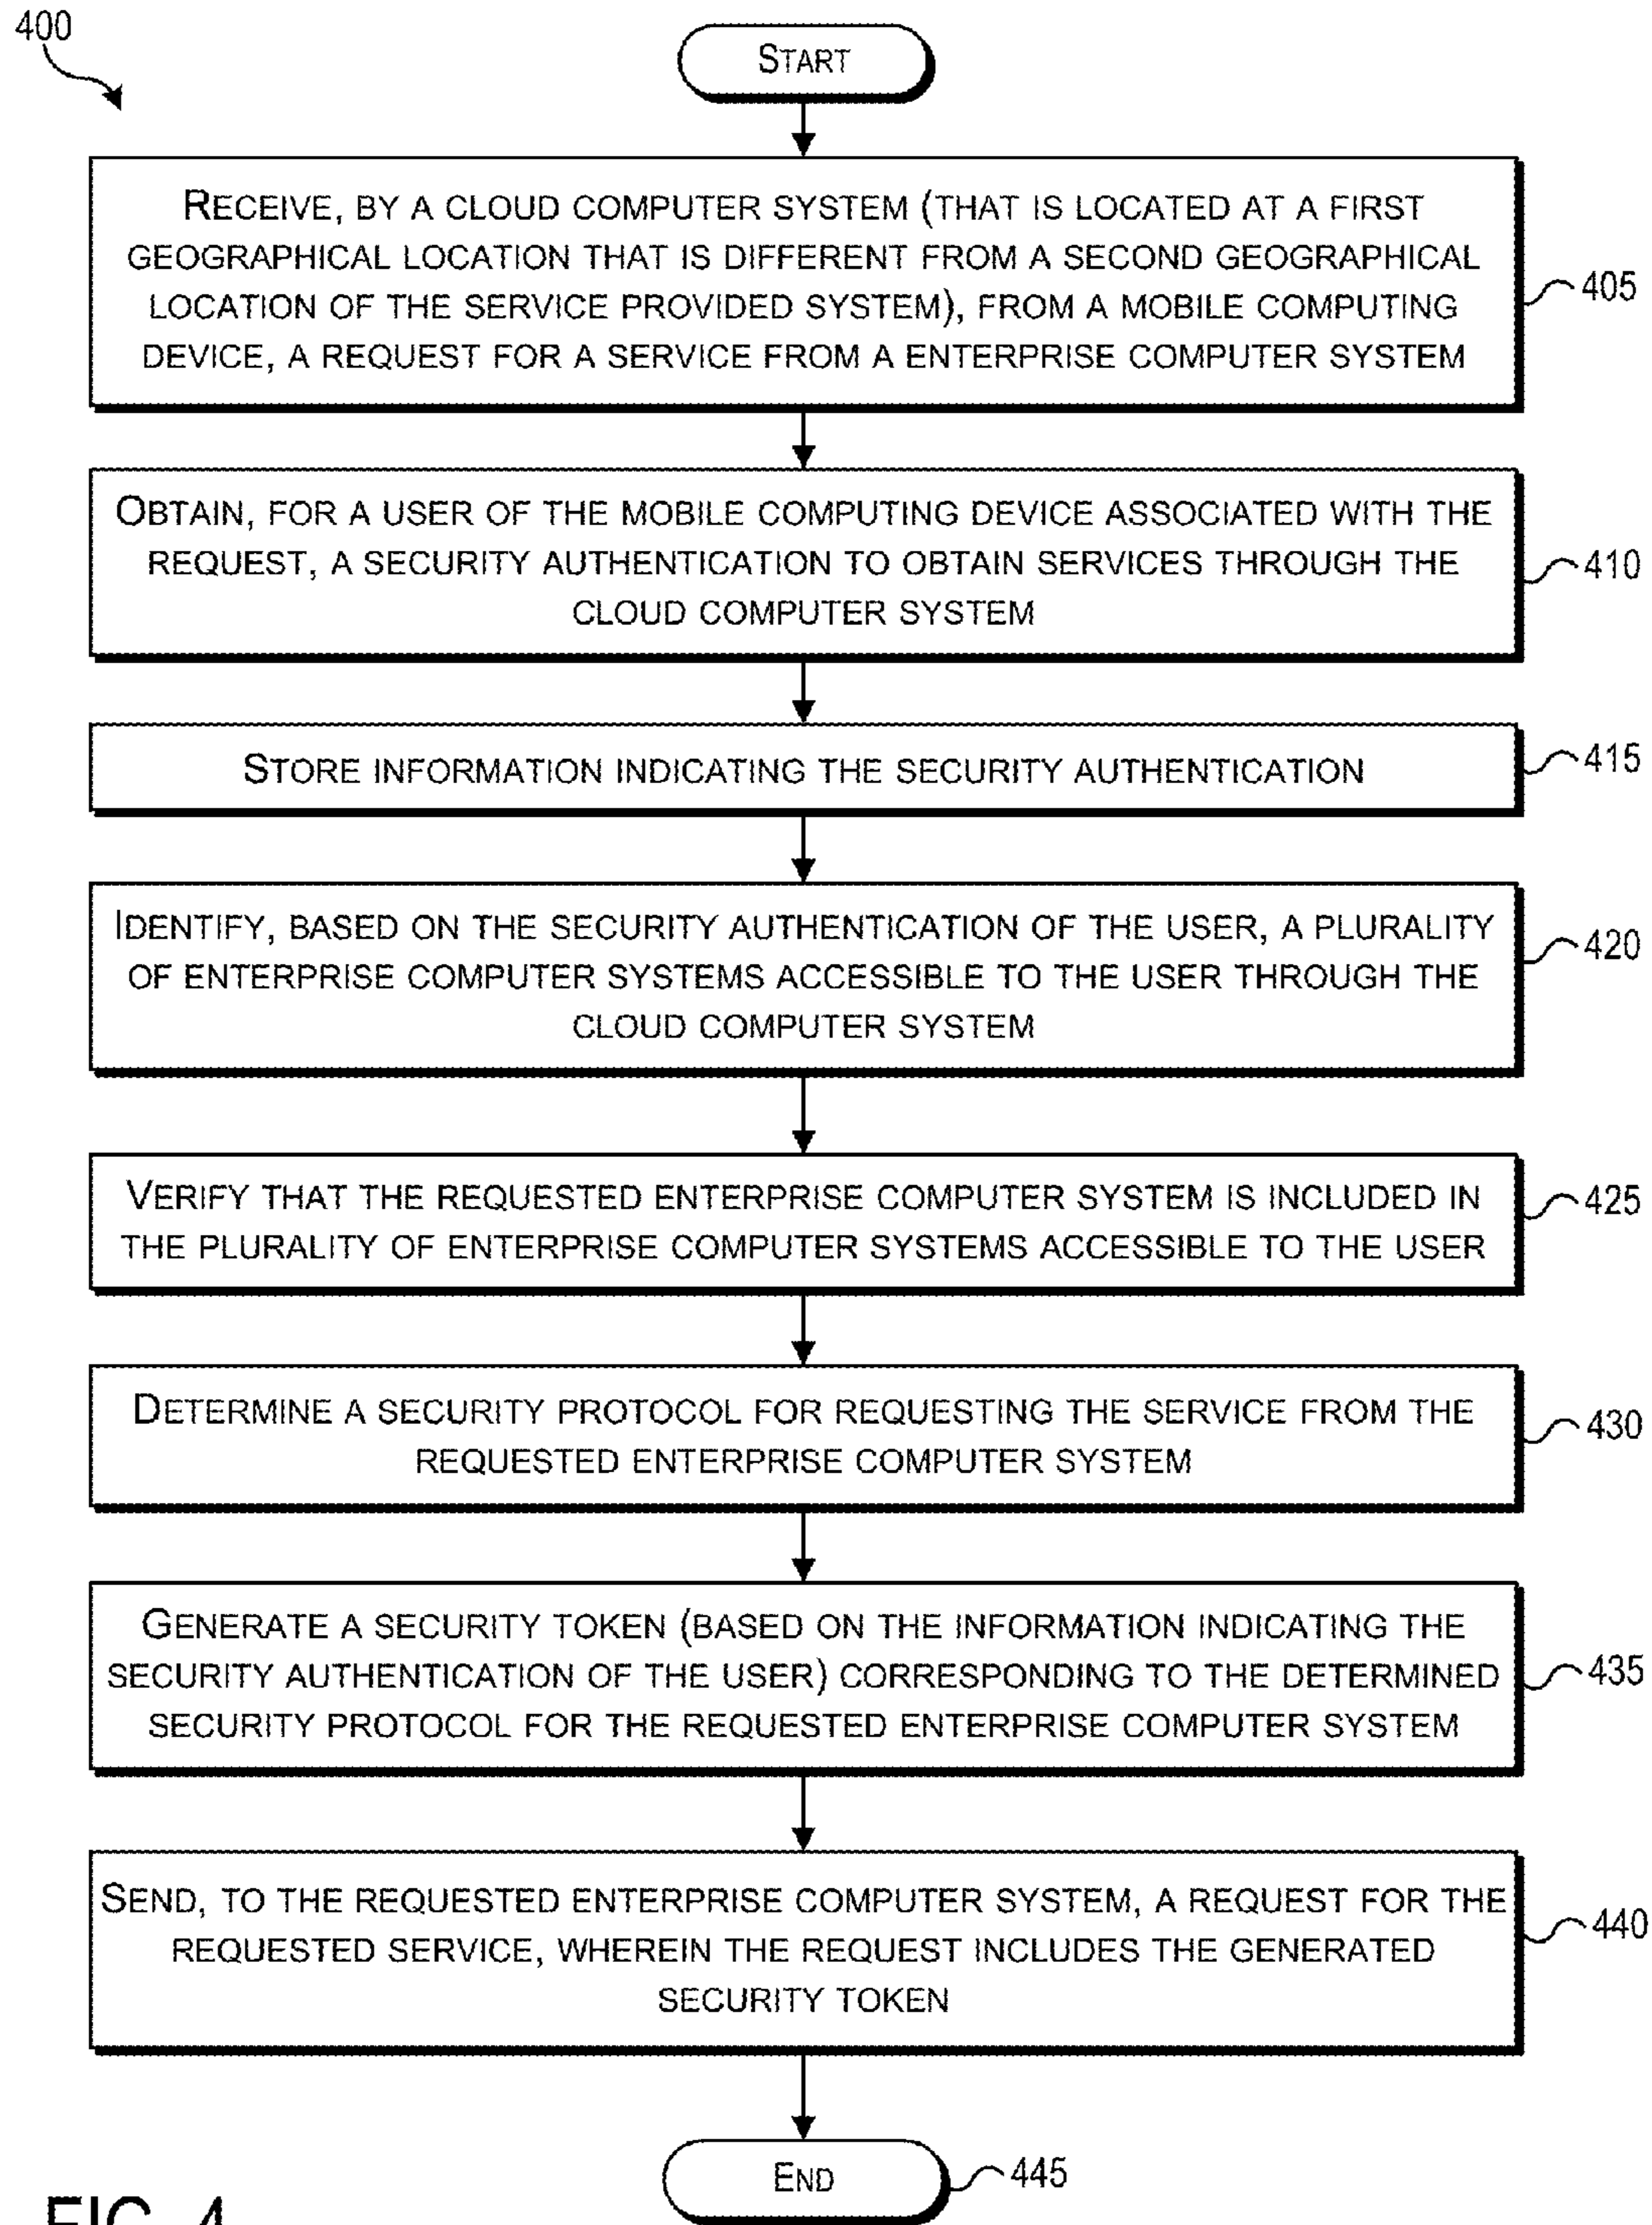 400
START
RECEIVE, BY A CLOUD COMPUTER SYSTEM (THAT IS LOCATED AT A FIRST
GEOGRAPHICAL LOCATION THAT IS DIFFERENT FROM A SECOND GEOGRAPHICAL
LOCATION OF THE SERVICE PROVIDED SYSTEM), FROM A MOBILE COMPUTING
DEVICE, A REQUEST FOR A SERVICE FROM A ENTERPRISE COMPUTER SYSTEM
405
OBTAIN, FOR A USER OF THE MOBILE COMPUTING DEVICE ASSOCIATED WITH THE
REQUEST, A SECURITY AUTHENTICATION TO OBTAIN SERVICES THROUGH THE
CLOUD COMPUTER SYSTEM
410
STORE INFORMATION INDICATING THE SECURITY AUTHENTICATION
415
IDENTIFY, BASED ON THE SECURITY AUTHENTICATION OF THE USER, A PLURALITY
OF ENTERPRISE COMPUTER SYSTEMS ACCESSIBLE TO THE USER THROUGH THE
CLOUD COMPUTER SYSTEM
420
VERIFY THAT THE REQUESTED ENTERPRISE COMPUTER SYSTEM IS INCLUDED IN
THE PLURALITY OF ENTERPRISE COMPUTER SYSTEMS ACCESSIBLE TO THE USER
425
DETERMINE A SECURITY PROTOCOL FOR REQUESTING THE SERVICE FROM THE
REQUESTED ENTERPRISE COMPUTER SYSTEM
430
GENERATE A SECURITY TOKEN (BASED ON THE INFORMATION INDICATING THE
SECURITY AUTHENTICATION OF THE USER) CORRESPONDING TO THE DETERMINED
SECURITY PROTOCOL FOR THE REQUESTED ENTERPRISE COMPUTER SYSTEM
435
SEND, TO THE REQUESTED ENTERPRISE COMPUTER SYSTEM, A REQUEST FOR THE
REQUESTED SERVICE, WHEREIN THE REQUEST INCLUDES THE GENERATED
SECURITY TOKEN
440
END
445
FIG. 4